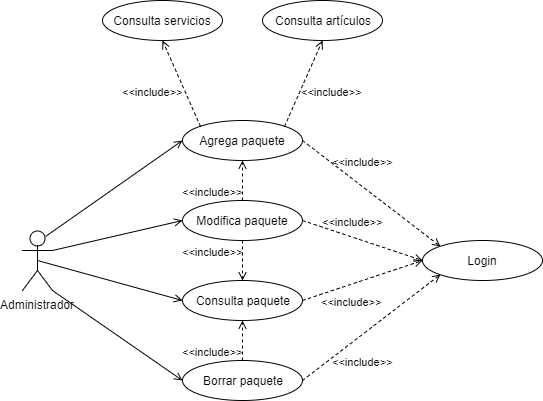 Consulta servicios
Consulta artículos
<<include>>
<<include>>
Agrega paquete
<<include>>
<<include>>
Modifica paquete
<<include>>
<<include>>
Administrador
Login
Consulta paquete
<<include>>
<<include>>
<<include>>
Borrar paquete